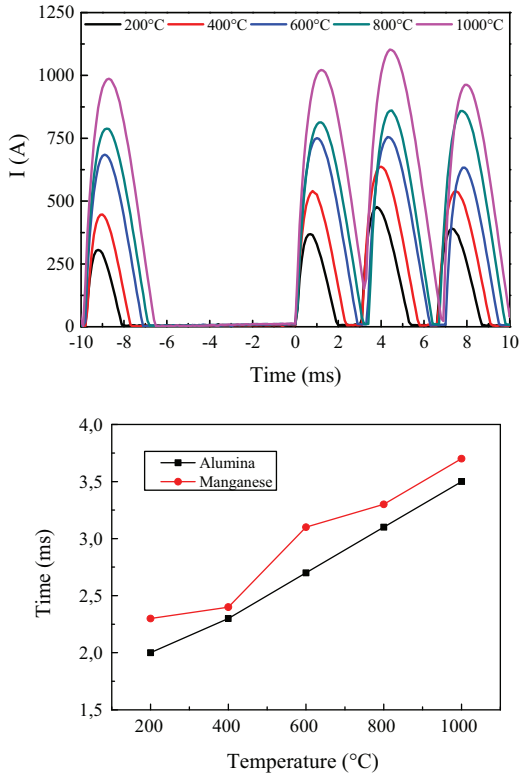 200°C 400°C 600°C 800°C 1000°C
1250
1000
750
500
250
0
I (A)
-10 -8 -6 -4 -2 0 2 4 6 8 10
Time (ms)
4,0
3,5
3,0
2,5
2,0
1,5
Time (ms)
Alumina
Manganese
200 400 600 800 1000
Temperature (°C)